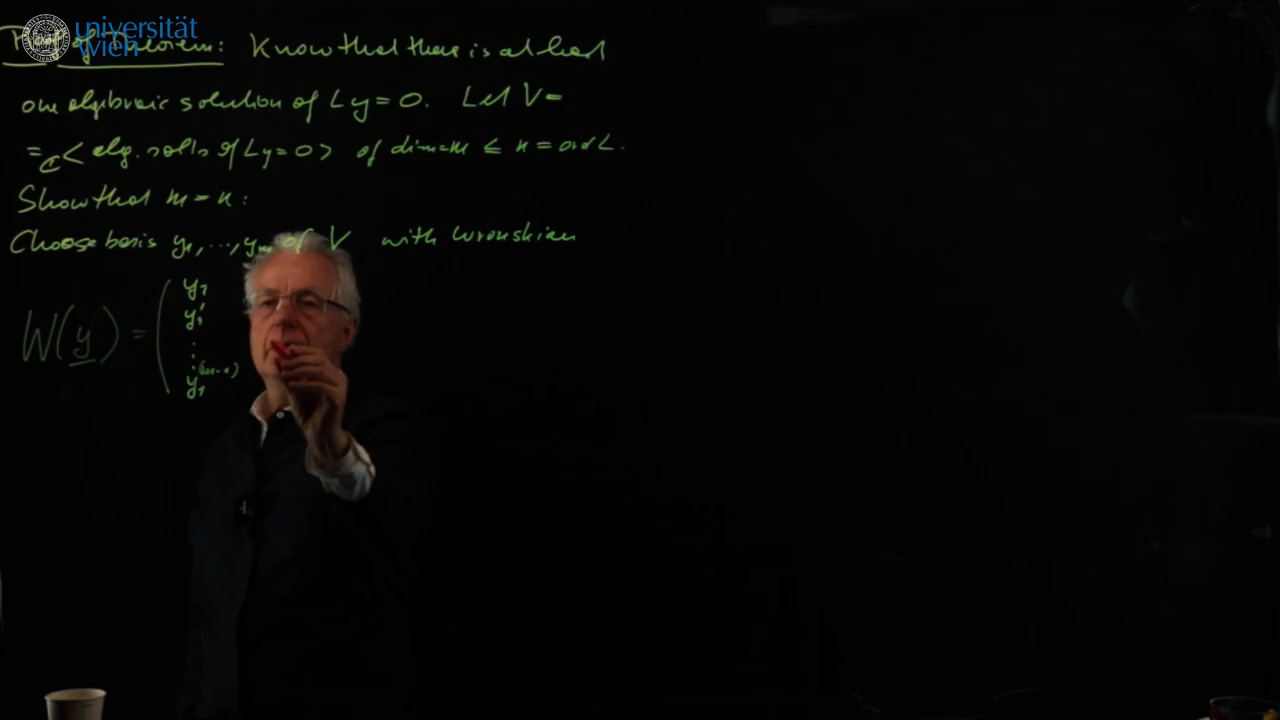 universität
wien
Proof of Theorem: Know that there is at least
one algebraic solution of Ly = 0. Let V =
= ℂ< alg. sol's of Ly = 0 > of dim = m ≤ n = ord L.
Show that m = n:
Choose basis y₁, ..., yₘ of V with Wronskian
W(y) = ( y₁
y₁'
⋮
y₁⁽ᵐ⁻¹⁾